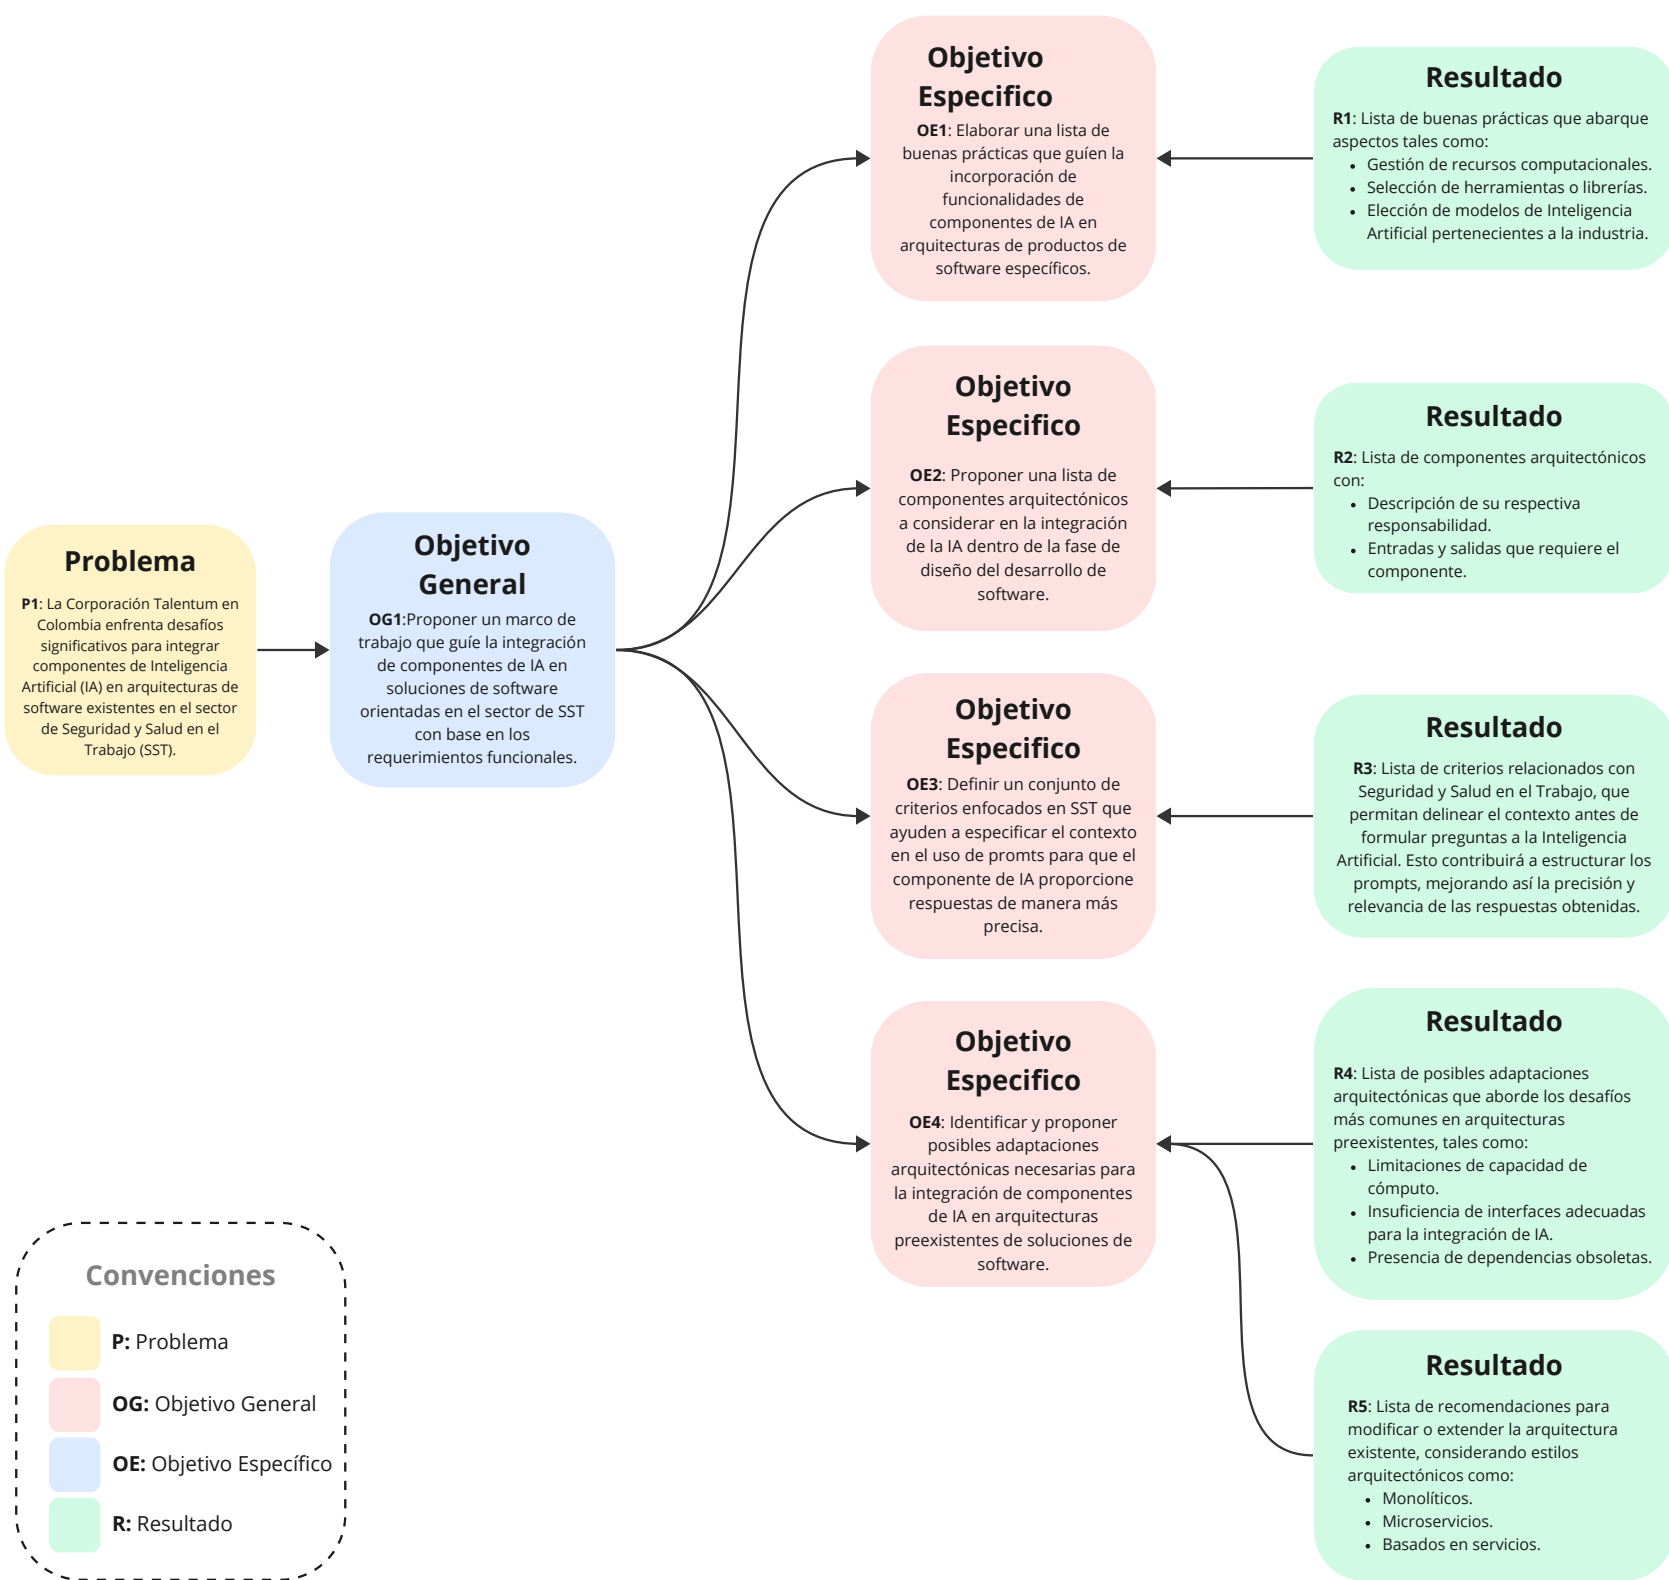 Problema
P1: La Corporación Talentum en
Colombia enfrenta desafíos
significativos para integrar
componentes de Inteligencia
Artificial (IA) en arquitecturas de
software existentes en el sector
de Seguridad y Salud en el
Trabajo (SST).
Objetivo
General
OG1:Proponer un marco de
trabajo que guíe la integración
de componentes de IA en
soluciones de software
orientadas en el sector de SST
con base en los
requerimientos funcionales.
Objetivo
Especifico
OE1: Elaborar una lista de
buenas prácticas que guíen la
incorporación de
funcionalidades de
componentes de IA en
arquitecturas de productos de
software específicos.
Resultado
R1: Lista de buenas prácticas que abarque
aspectos tales como:
• Gestión de recursos computacionales.
• Selección de herramientas o librerías.
• Elección de modelos de Inteligencia
Artificial pertenecientes a la industria.
Objetivo
Especifico
OE2: Proponer una lista de
componentes arquitectónicos
a considerar en la integración
de la IA dentro de la fase de
diseño del desarrollo de
software.
Resultado
R2: Lista de componentes arquitectónicos
con:
• Descripción de su respectiva
responsabilidad.
• Entradas y salidas que requiere el
componente.
Objetivo
Especifico
OE3: Definir un conjunto de
criterios enfocados en SST que
ayuden a especificar el contexto
en el uso de promts para que el
componente de IA proporcione
respuestas de manera más
precisa.
Resultado
R3: Lista de criterios relacionados con
Seguridad y Salud en el Trabajo, que
permitan delinear el contexto antes de
formular preguntas a la Inteligencia
Artificial. Esto contribuirá a estructurar los
prompts, mejorando así la precisión y
relevancia de las respuestas obtenidas.
Objetivo
Especifico
OE4: Identificar y proponer
posibles adaptaciones
arquitectónicas necesarias para
la integración de componentes
de IA en arquitecturas
preexistentes de soluciones de
software.
Resultado
R4: Lista de posibles adaptaciones
arquitectónicas que aborde los desafíos
más comunes en arquitecturas
preexistentes, tales como:
• Limitaciones de capacidad de
cómputo.
• Insuficiencia de interfaces adecuadas
para la integración de IA.
• Presencia de dependencias obsoletas.
Resultado
R5: Lista de recomendaciones para
modificar o extender la arquitectura
existente, considerando estilos
arquitectónicos como:
• Monolíticos.
• Microservicios.
• Basados en servicios.
Convenciones
P: Problema
OG: Objetivo General
OE: Objetivo Específico
R: Resultado